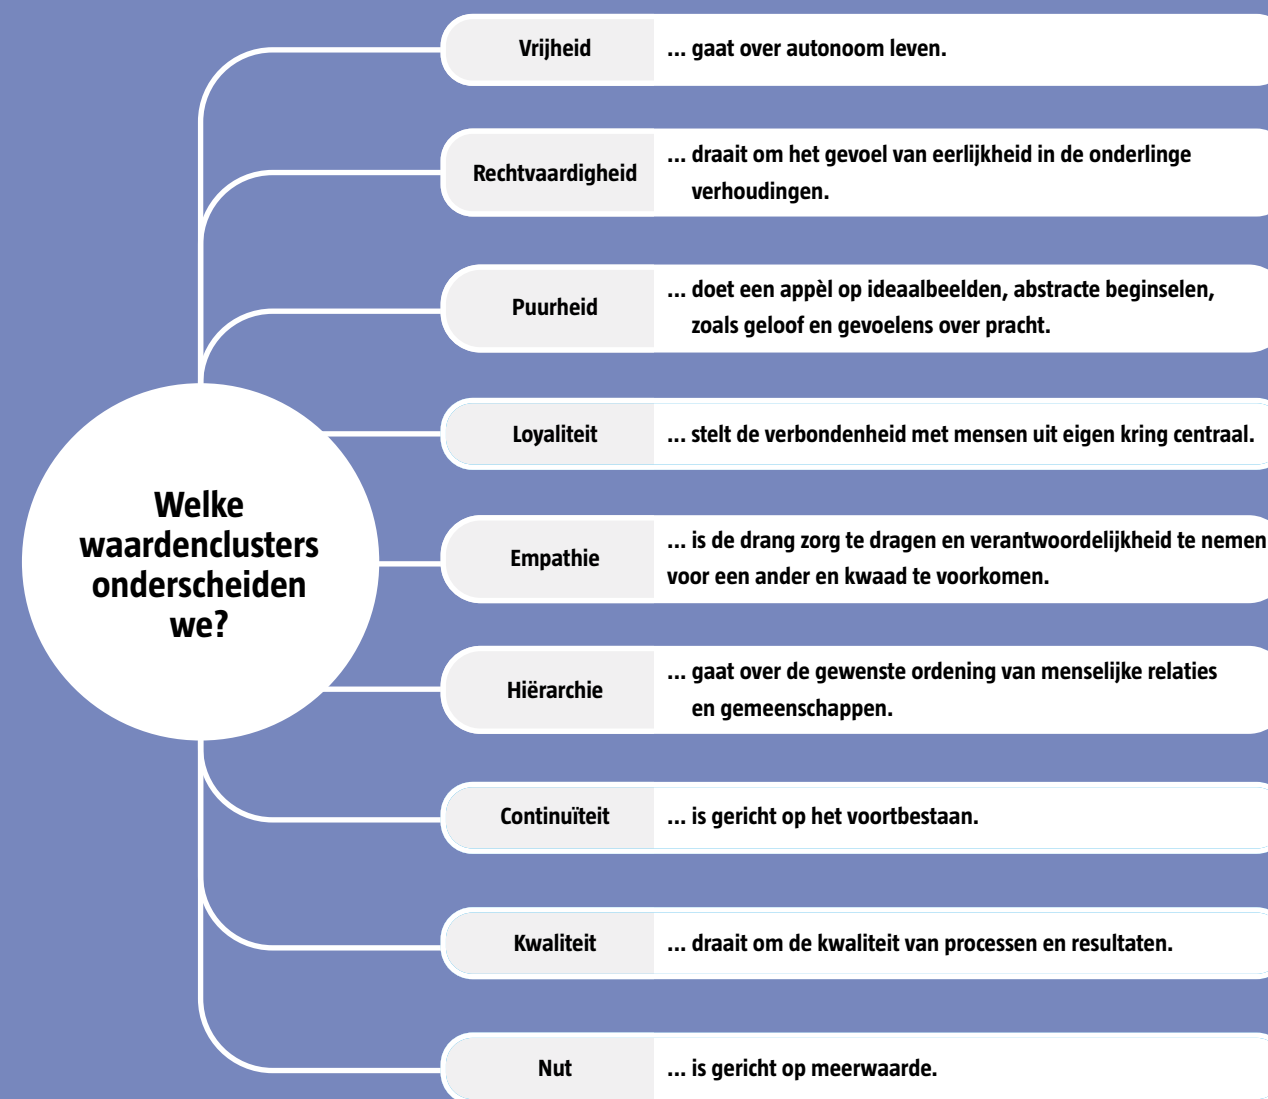 Vrijheid
... gaat over autonoom leven.
Rechtvaardigheid
... draait om het gevoel van eerlijkheid in de onderlinge
verhoudingen.
Puurheid
... doet een appèl op ideaalbeelden, abstracte beginselen,
zoals geloof en gevoelens over pracht.
Loyaliteit
... stelt de verbondenheid met mensen uit eigen kring centraal.
Welke
waardenclusters
onderscheiden
we?
Empathie
... is de drang zorg te dragen en verantwoordelijkheid te nemen
voor een ander en kwaad te voorkomen.
Hiërarchie
... gaat over de gewenste ordening van menselijke relaties
en gemeenschappen.
Continuïteit
... is gericht op het voortbestaan.
Kwaliteit
... draait om de kwaliteit van processen en resultaten.
Nut
... is gericht op meerwaarde.